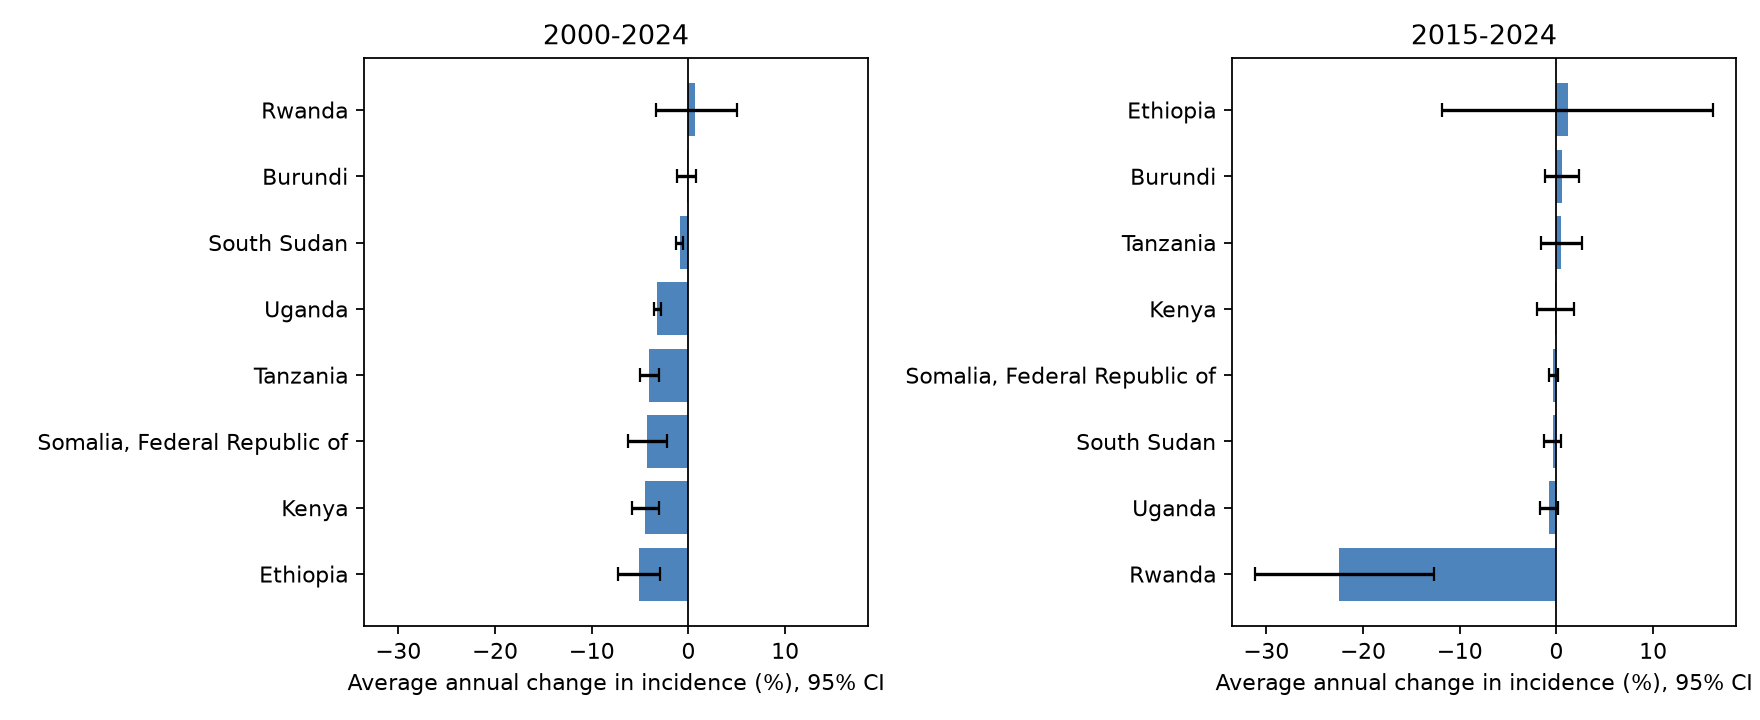 2000-2024
Rwanda
Burundi
South Sudan
Uganda
Tanzania
Somalia, Federal Republic of
Kenya
Ethiopia
−30 −20 −10 0 10
Average annual change in incidence (%), 95% CI
2015-2024
Ethiopia
Burundi
Tanzania
Kenya
Somalia, Federal Republic of
South Sudan
Uganda
Rwanda
−30 −20 −10 0 10
Average annual change in incidence (%), 95% CI